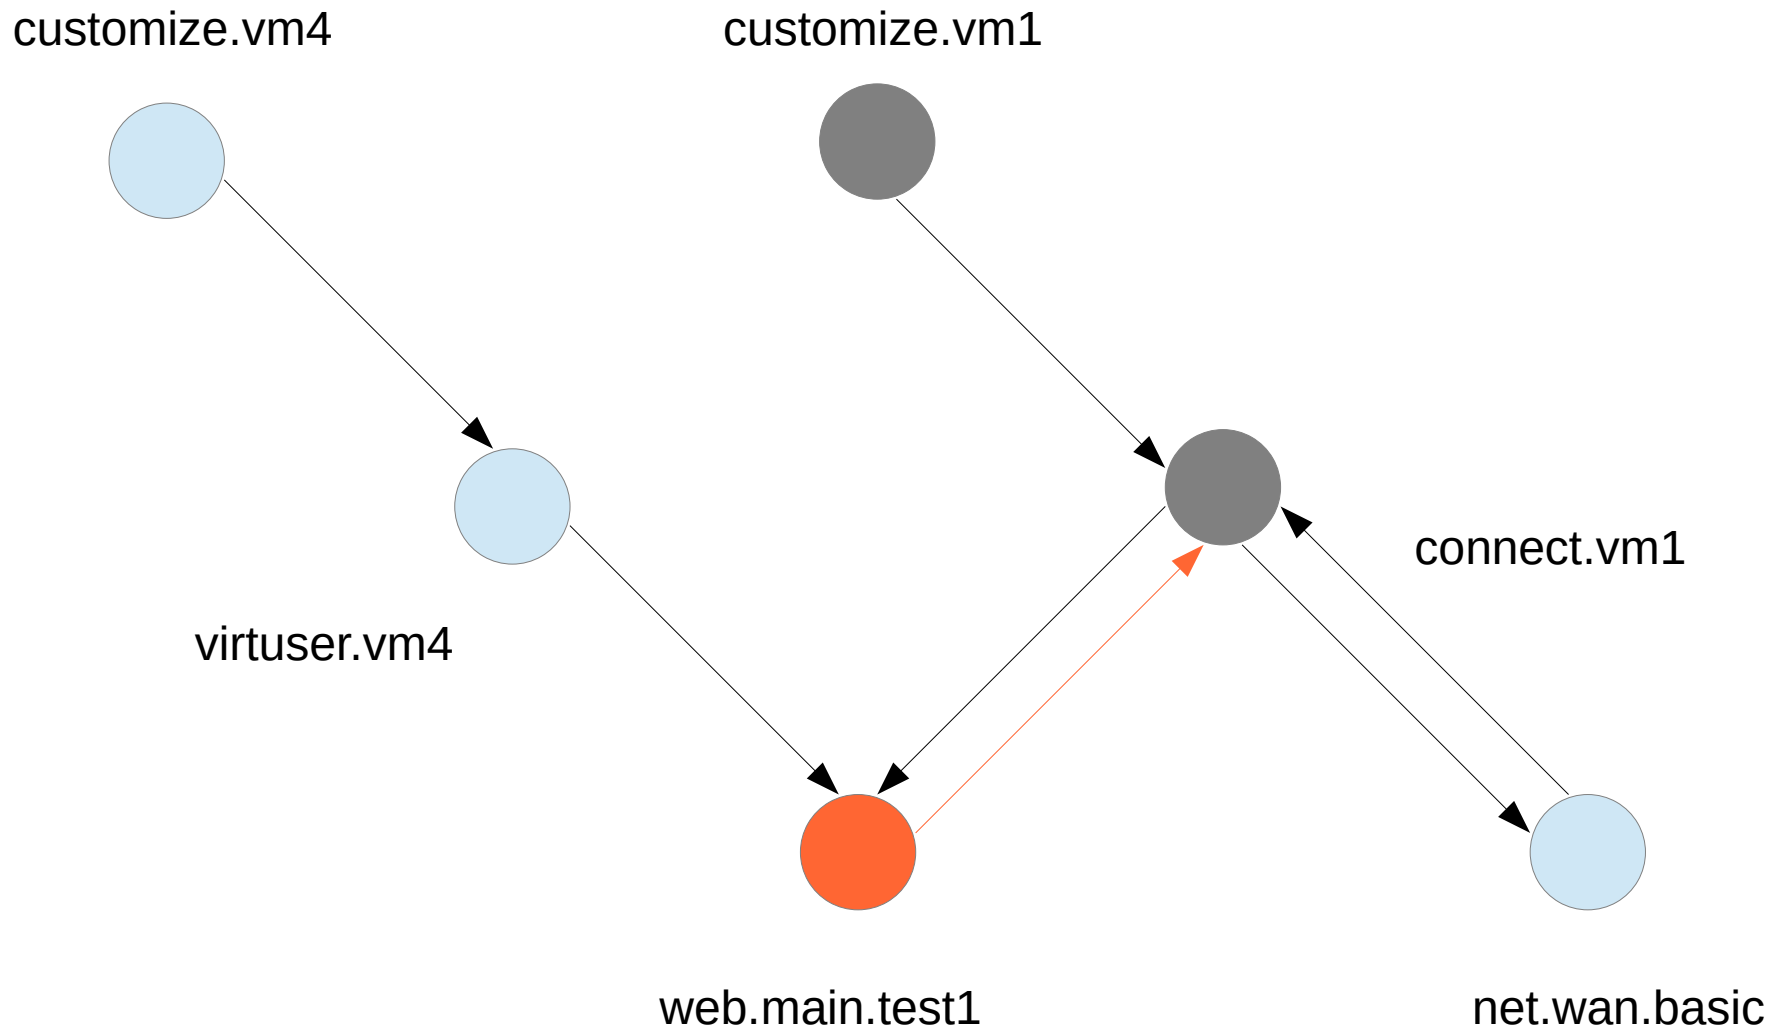 customize.vm4
customize.vm1
connect.vm1
virtuser.vm4
web.main.test1
net.wan.basic